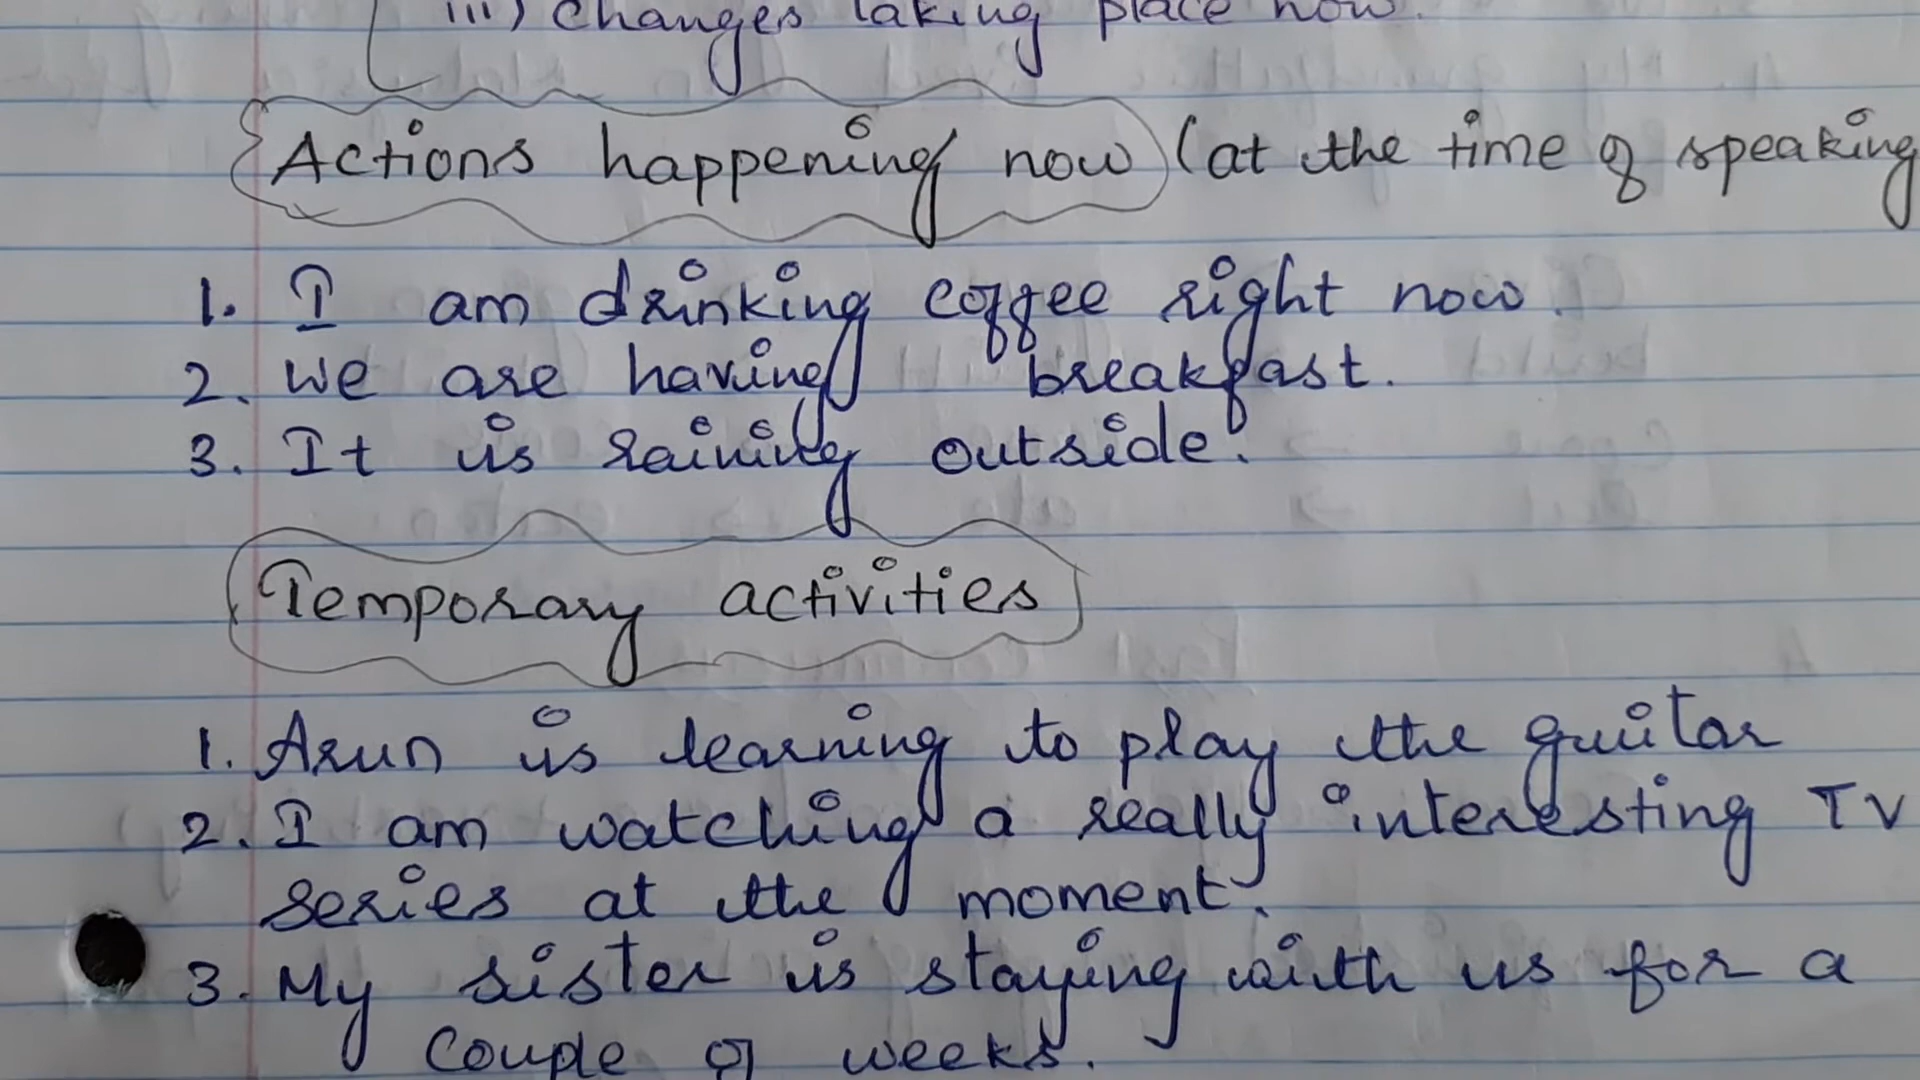 iii) Changes taking place now.
Actions happening now (at the time of speaking
1. I am drinking coffee right now.
2. We are having breakfast.
3. It is raining outside.
Temporary activities
1. Arun is learning to play the guitar
2. I am watching a really interesting TV
series at the moment.
3. My sister is staying with us for a
couple of weeks.